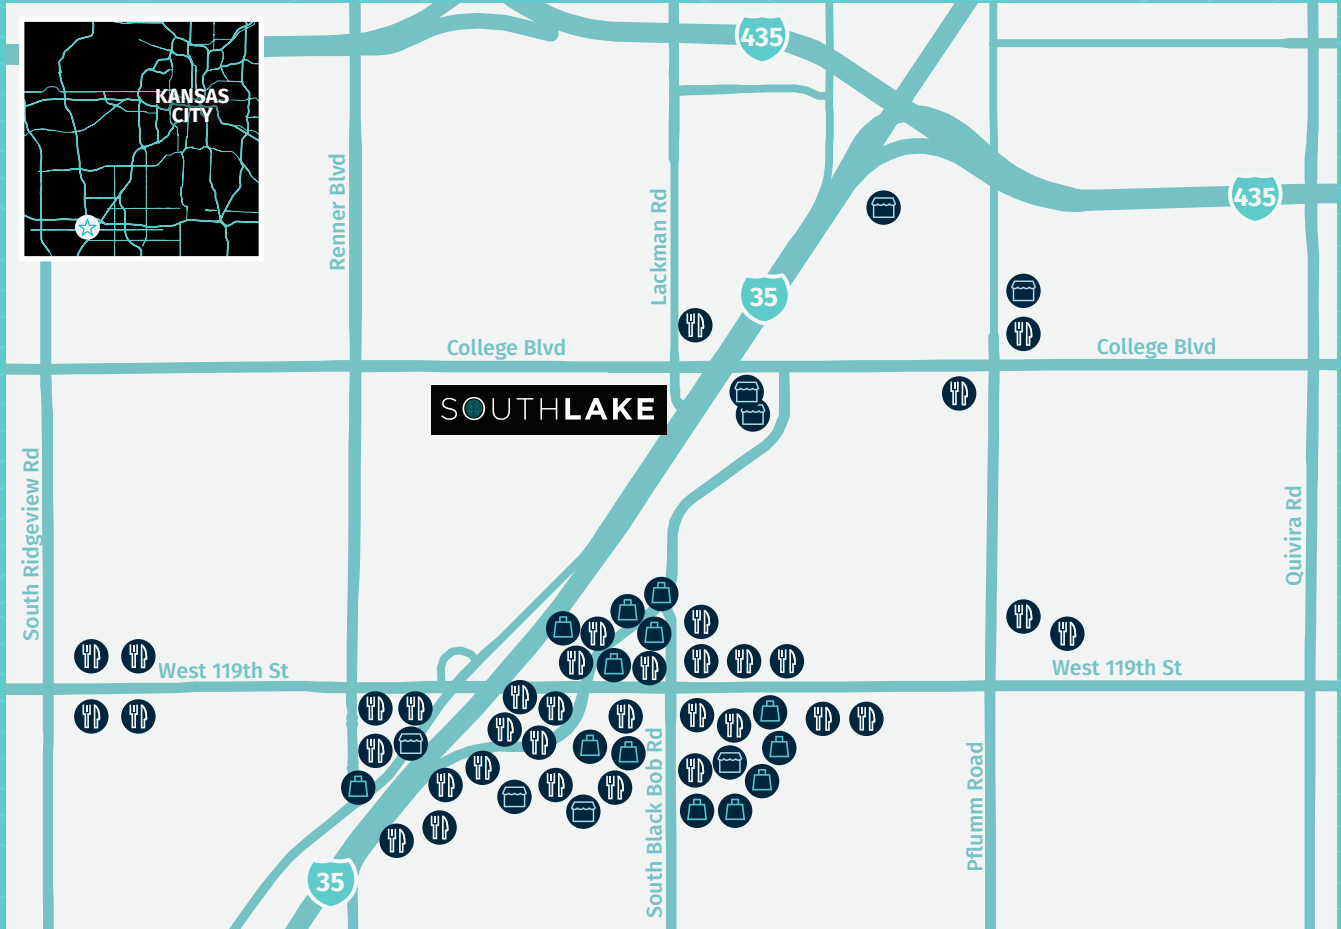 435
KANSAS
CITY
Renner Blvd
Lackman Rd
435
35
College Blvd
College Blvd
SOUTHLAKE
South Ridgeview Rd
Quivira Rd
West 119th St
West 119th St
South Black Bob Rd
Pflumm Road
35